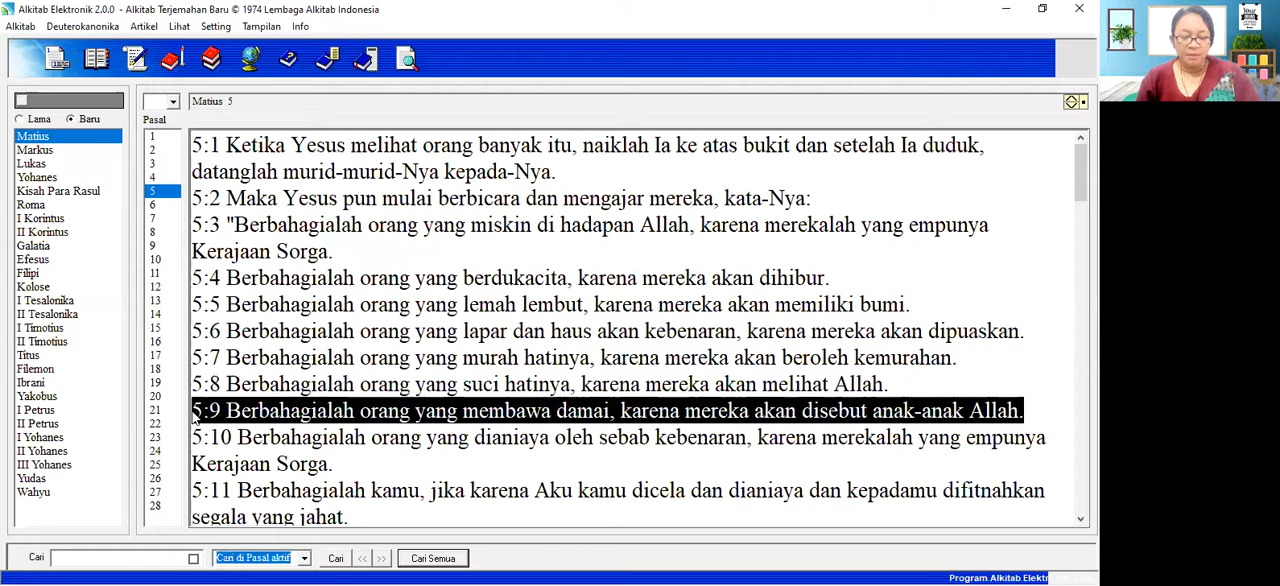 Alkitab Elektronik 2.0.0 - Alkitab Terjemahan Baru © 1974 Lembaga Alkitab Indonesia
Alkitab Deuterokanonika Artikel Lihat Setting Tampilan Info
Matius 5
Lama Baru
Pasal
Matius
Markus
Lukas
Yohanes
Kisah Para Rasul
Roma
I Korintus
II Korintus
Galatia
Efesus
Filipi
Kolose
I Tesalonika
II Tesalonika
I Timotius
II Timotius
Titus
Filemon
Ibrani
Yakobus
I Petrus
II Petrus
I Yohanes
II Yohanes
III Yohanes
Yudas
Wahyu
1
2
3
4
5
6
7
8
9
10
11
12
13
14
15
16
17
18
19
20
21
22
23
24
25
26
27
28
5:1 Ketika Yesus melihat orang banyak itu, naiklah Ia ke atas bukit dan setelah Ia duduk,
datanglah murid-murid-Nya kepada-Nya.
5:2 Maka Yesus pun mulai berbicara dan mengajar mereka, kata-Nya:
5:3 "Berbahagialah orang yang miskin di hadapan Allah, karena merekalah yang empunya
Kerajaan Sorga.
5:4 Berbahagialah orang yang berdukacita, karena mereka akan dihibur.
5:5 Berbahagialah orang yang lemah lembut, karena mereka akan memiliki bumi.
5:6 Berbahagialah orang yang lapar dan haus akan kebenaran, karena mereka akan dipuaskan.
5:7 Berbahagialah orang yang murah hatinya, karena mereka akan beroleh kemurahan.
5:8 Berbahagialah orang yang suci hatinya, karena mereka akan melihat Allah.
5:9 Berbahagialah orang yang membawa damai, karena mereka akan disebut anak-anak Allah.
5:10 Berbahagialah orang yang dianiaya oleh sebab kebenaran, karena merekalah yang empunya
Kerajaan Sorga.
5:11 Berbahagialah kamu, jika karena Aku kamu dicela dan dianiaya dan kepadamu difitnahkan
segala yang jahat.
Cari Cari di Pasal aktif Cari << >> Cari Semua
Program Alkitab Elektr